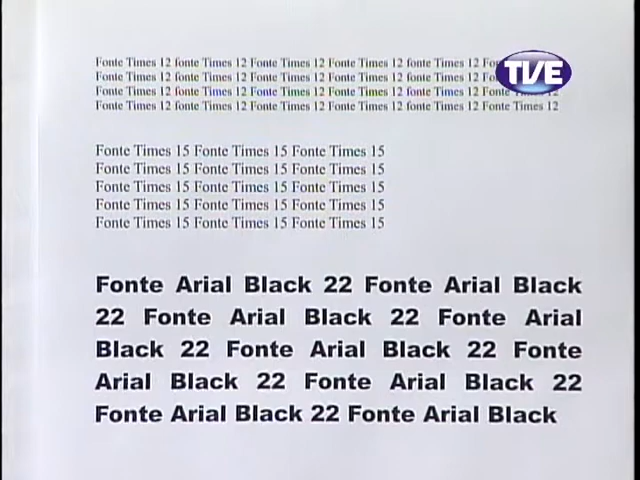 Fonte Times 12 fonte Times 12 Fonte Times 12 Fonte Times 12 fonte Times 12
TVE
Fonte Times 12 fonte Times 12 Fonte Times 12 Fonte Times 12 fonte Times 12
Fonte Times 12 fonte Times 12 Fonte Times 12 Fonte Times 12 fonte Times 12 Fonte
Fonte Times 12 fonte Times 12 Fonte Times 12 Fonte Times 12 fonte Times 12 Fonte Times 12
Fonte Times 15 Fonte Times 15 Fonte Times 15
Fonte Times 15 Fonte Times 15 Fonte Times 15
Fonte Times 15 Fonte Times 15 Fonte Times 15
Fonte Times 15 Fonte Times 15 Fonte Times 15
Fonte Times 15 Fonte Times 15 Fonte Times 15
Fonte Arial Black 22 Fonte Arial Black
22 Fonte Arial Black 22 Fonte Arial
Black 22 Fonte Arial Black 22 Fonte
Arial Black 22 Fonte Arial Black 22
Fonte Arial Black 22 Fonte Arial Black